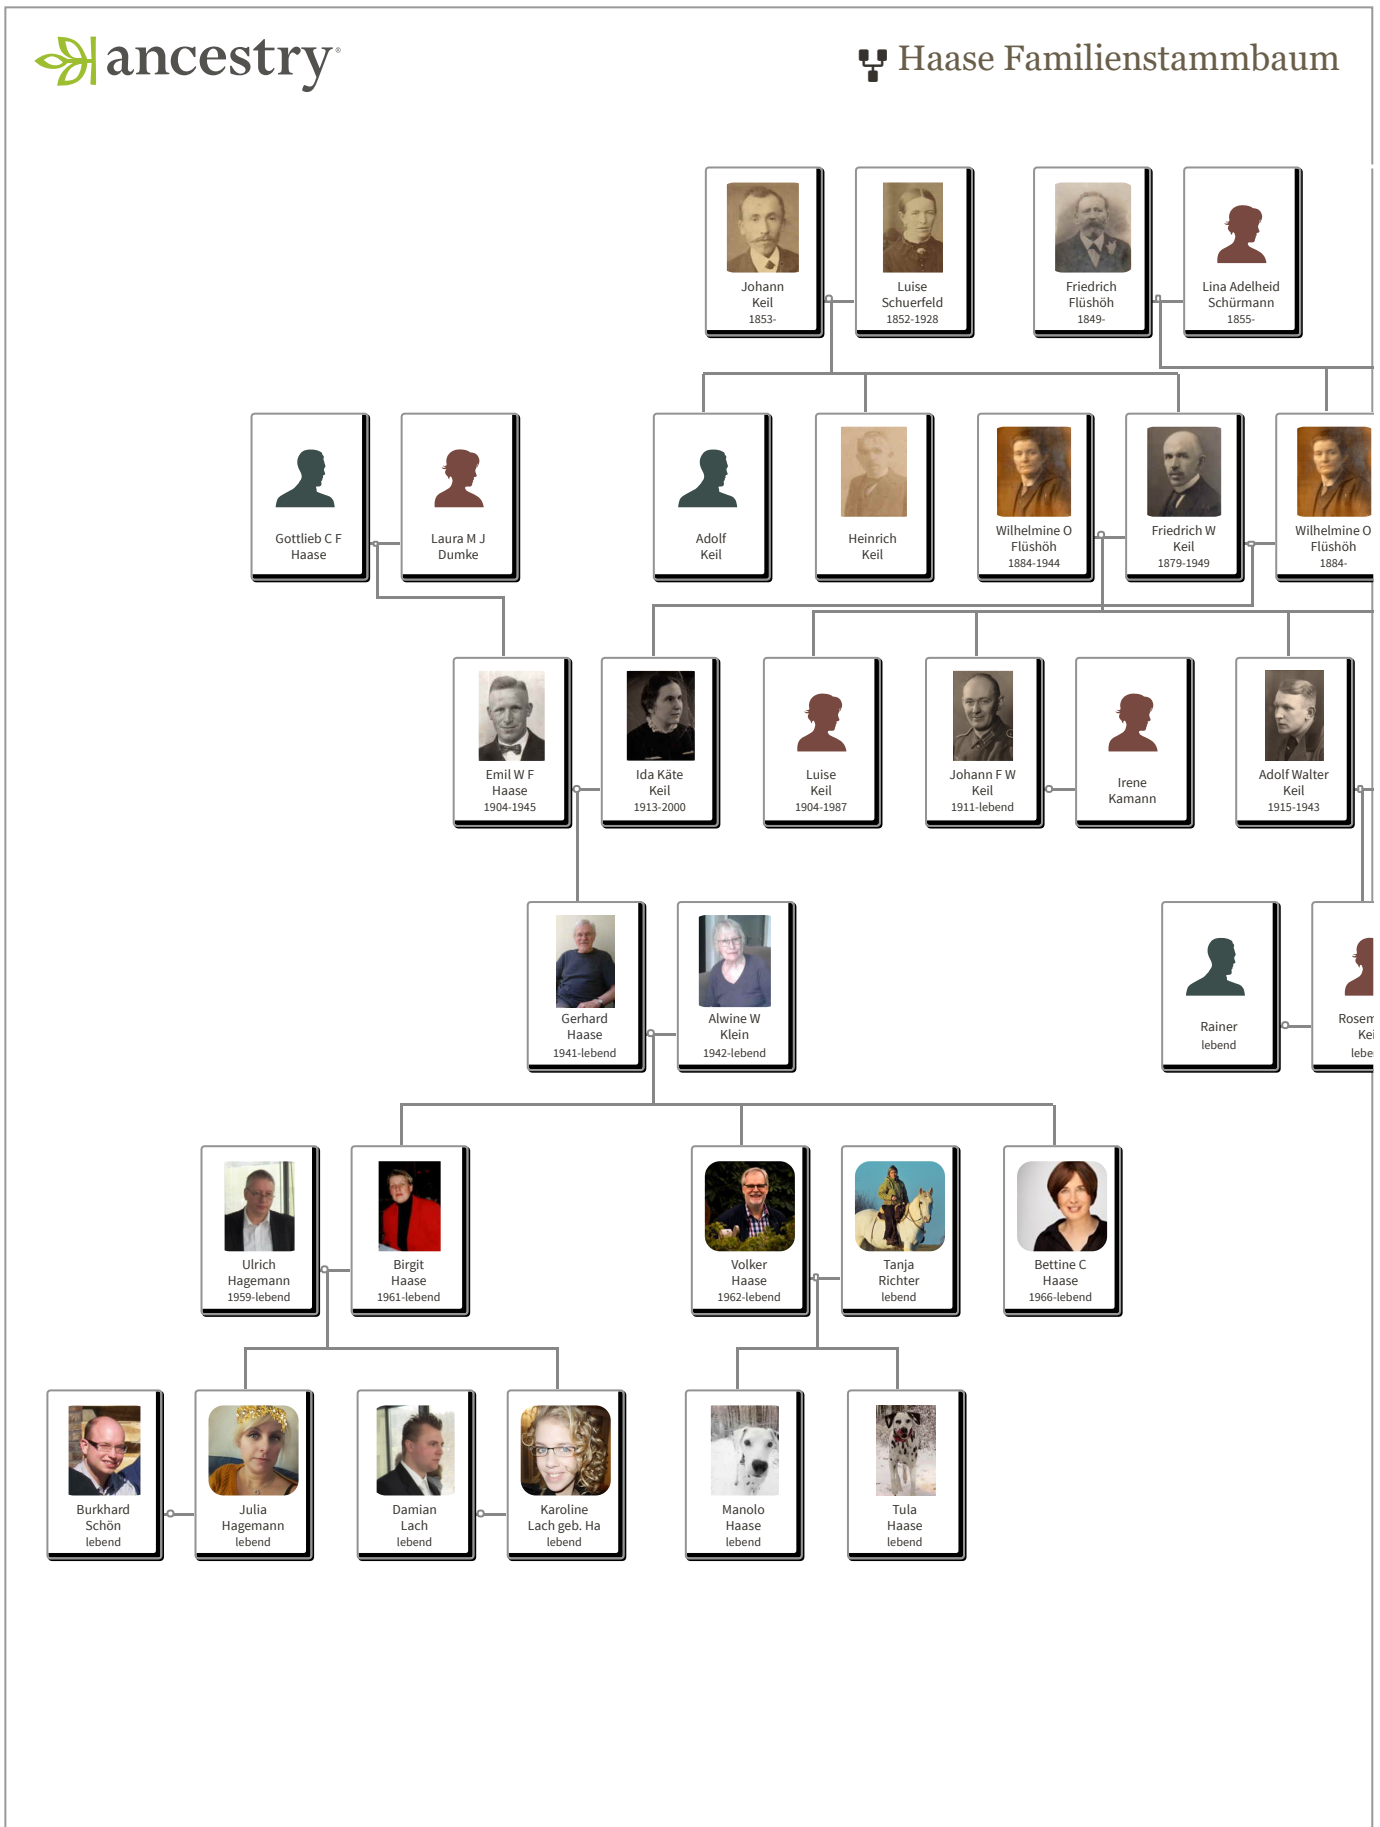 ancestry®
Haase Familienstammbaum
Johann
Keil
1853-
Luise
Schuerfeld
1852-1928
Friedrich
Flüshöh
1849-
Lina Adelheid
Schürmann
1855-
Gottlieb C F
Haase
Laura M J
Dumke
Adolf
Keil
Heinrich
Keil
Wilhelmine O
Flüshöh
1884-1944
Friedrich W
Keil
1879-1949
Wilhelmine O
Flüshöh
1884-
Emil W F
Haase
1904-1945
Ida Käte
Keil
1913-2000
Luise
Keil
1904-1987
Johann F W
Keil
1911-lebend
Irene
Kamann
Adolf Walter
Keil
1915-1943
Gerhard
Haase
1941-lebend
Alwine W
Klein
1942-lebend
Rainer
lebend
Rosem
Kei
lebe
Ulrich
Hagemann
1959-lebend
Birgit
Haase
1961-lebend
Volker
Haase
1962-lebend
Tanja
Richter
lebend
Bettine C
Haase
1966-lebend
Burkhard
Schön
lebend
Julia
Hagemann
lebend
Damian
Lach
lebend
Karoline
Lach geb. Ha
lebend
Manolo
Haase
lebend
Tula
Haase
lebend